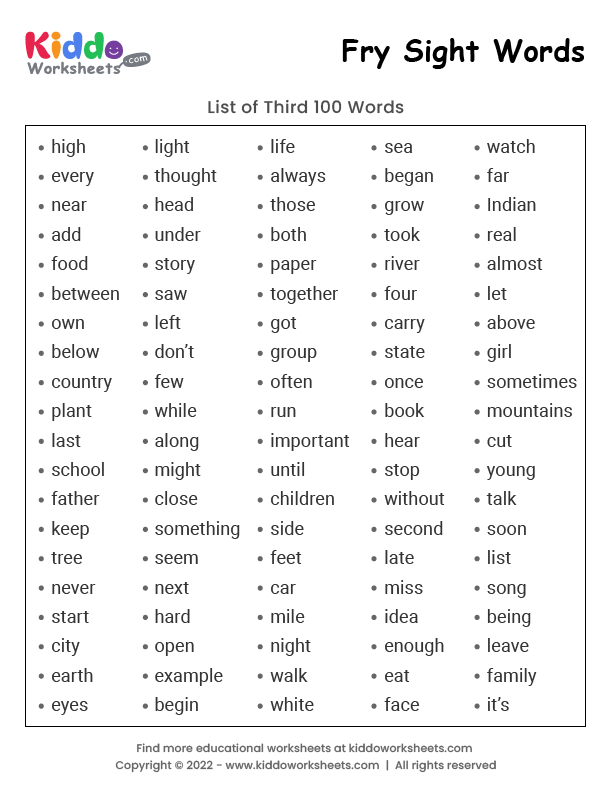 Kiddo
Worksheets.com
Fry Sight Words
List of Third 100 Words
• high • light • life • sea • watch
• every • thought • always • began • far
• near • head • those • grow • Indian
• add • under • both • took • real
• food • story • paper • river • almost
• between • saw • together • four • let
• own • left • got • carry • above
• below • don’t • group • state • girl
• country • few • often • once • sometimes
• plant • while • run • book • mountains
• last • along • important • hear • cut
• school • might • until • stop • young
• father • close • children • without • talk
• keep • something • side • second • soon
• tree • seem • feet • late • list
• never • next • car • miss • song
• start • hard • mile • idea • being
• city • open • night • enough • leave
• earth • example • walk • eat • family
• eyes • begin • white • face • it’s
Find more educational worksheets at kiddoworksheets.com
Copyright © 2022 - www.kiddoworksheets.com | All rights reserved